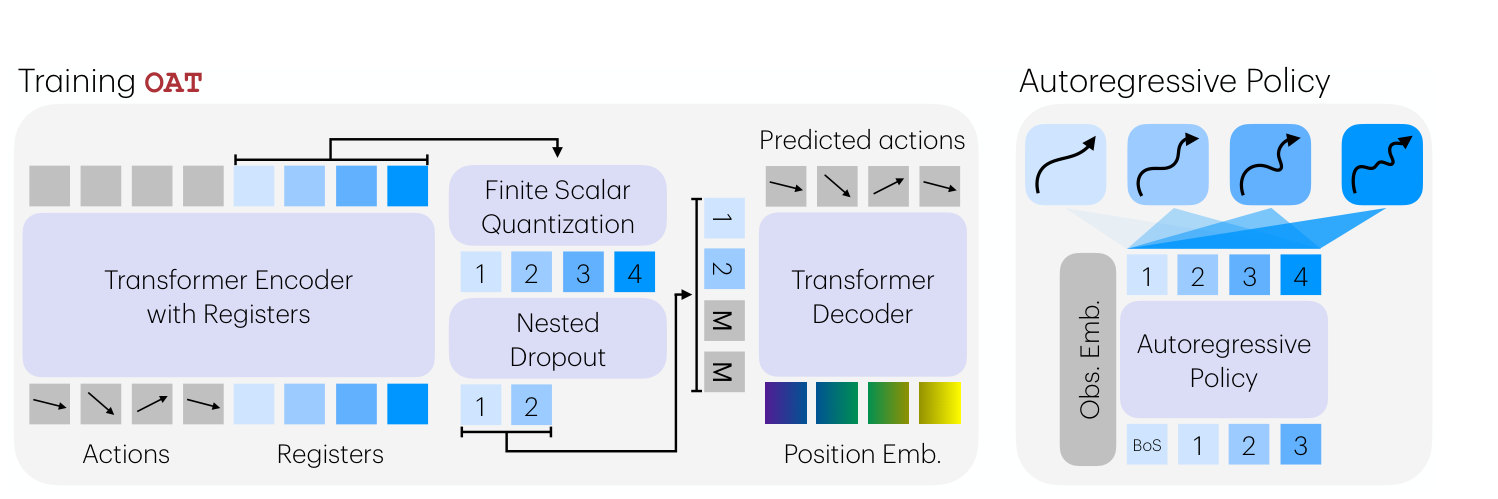 Training OAT
Autoregressive Policy
Predicted actions
Finite Scalar
Quantization
Transformer Encoder
with Registers
1 2 3 4
Nested
Dropout
1 2
Actions
Registers
1
2
M
M
Transformer
Decoder
Position Emb.
1 2 3 4
Obs. Emb.
Autoregressive
Policy
BoS 1 2 3